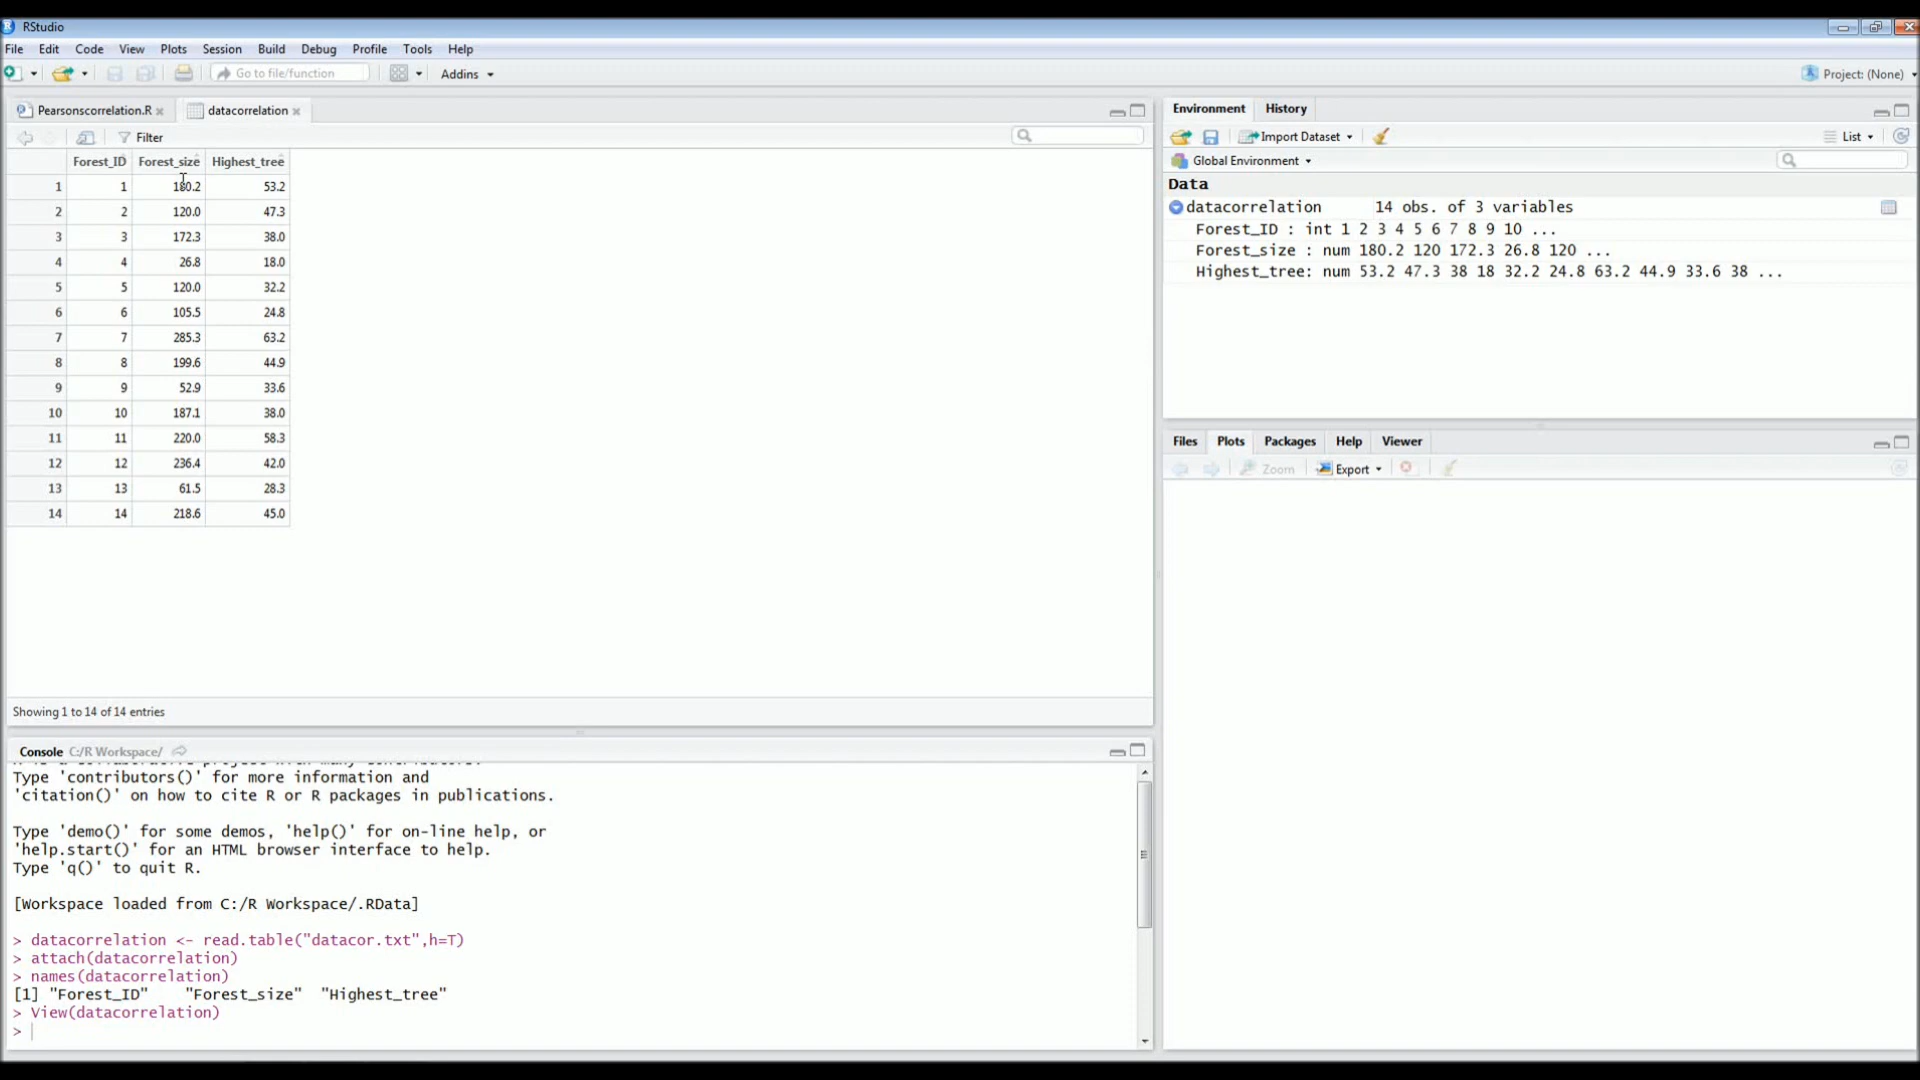 RStudio
File Edit Code View Plots Session Build Debug Profile Tools Help
Go to file/function Addins Project: (None)
Pearsonscorrelation.R datacorrelation
Filter
Forest_ID Forest_size Highest_tree
1 1 180.2 53.2
2 2 120.0 47.3
3 3 172.3 38.0
4 4 26.8 18.0
5 5 120.0 32.2
6 6 105.5 24.8
7 7 285.3 63.2
8 8 199.6 44.9
9 9 52.9 33.6
10 10 187.1 38.0
11 11 220.0 58.3
12 12 236.4 42.0
13 13 61.5 28.3
14 14 218.6 45.0
Showing 1 to 14 of 14 entries
Console C:/R Workspace/
Type 'contributors()' for more information and
'citation()' on how to cite R or R packages in publications.
Type 'demo()' for some demos, 'help()' for on-line help, or
'help.start()' for an HTML browser interface to help.
Type 'q()' to quit R.
[Workspace loaded from C:/R Workspace/.RData]
> datacorrelation <- read.table("datacor.txt",h=T)
> attach(datacorrelation)
> names(datacorrelation)
[1] "Forest_ID" "Forest_size" "Highest_tree"
> View(datacorrelation)
>
Environment History
Import Dataset List
Global Environment
Data
datacorrelation 14 obs. of 3 variables
Forest_ID : int 1 2 3 4 5 6 7 8 9 10 ...
Forest_size : num 180.2 120 172.3 26.8 120 ...
Highest_tree: num 53.2 47.3 38 18 32.2 24.8 63.2 44.9 33.6 38 ...
Files Plots Packages Help Viewer
Zoom Export